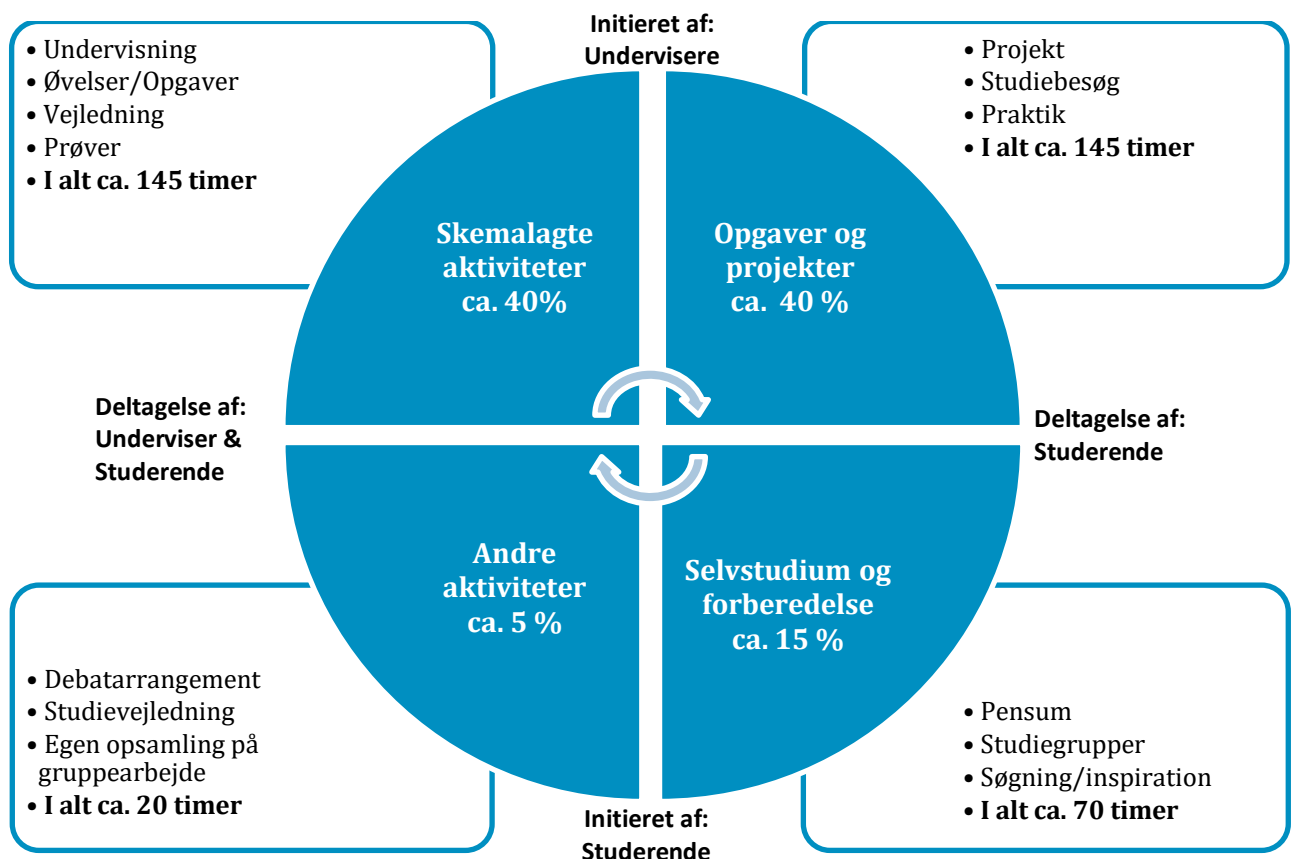 Initieret af:
Undervisere
• Undervisning
• Øvelser/Opgaver
• Vejledning
• Prøver
• I alt ca. 145 timer
• Projekt
• Studiebesøg
• Praktik
• I alt ca. 145 timer
Skemalagte
aktiviteter
ca. 40%
Opgaver og
projekter
ca. 40 %
Deltagelse af:
Underviser &
Studerende
Deltagelse af:
Studerende
Andre
aktiviteter
ca. 5 %
Selvstudium og
forberedelse
ca. 15 %
• Debatarrangement
• Studievejledning
• Egen opsamling på
gruppearbejde
• I alt ca. 20 timer
• Pensum
• Studiegrupper
• Søgning/inspiration
• I alt ca. 70 timer
Initieret af:
Studerende